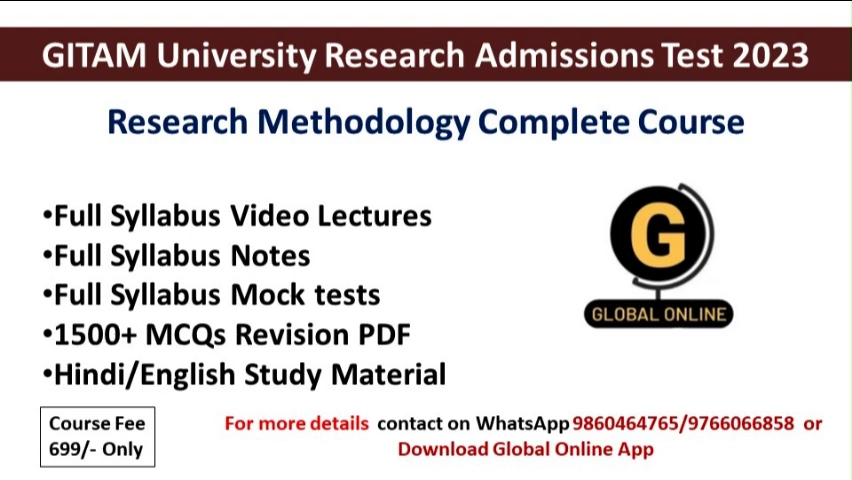 GITAM University Research Admissions Test 2023
Research Methodology Complete Course
•Full Syllabus Video Lectures
•Full Syllabus Notes
•Full Syllabus Mock tests
•1500+ MCQs Revision PDF
•Hindi/English Study Material
G
GLOBAL ONLINE
Course Fee
699/- Only
For more details contact on WhatsApp 9860464765/9766066858 or
Download Global Online App